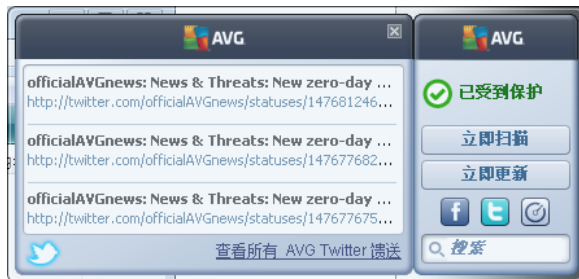 AVG
officialAVGnews: News & Threats: New zero-day ...
http://twitter.com/officialAVGnews/statuses/147681246...
officialAVGnews: News & Threats: New zero-day ...
http://twitter.com/officialAVGnews/statuses/147677682...
officialAVGnews: News & Threats: New zero-day ...
http://twitter.com/officialAVGnews/statuses/147677675...
查看所有 AVG Twitter 馈送
AVG
已受到保护
立即扫描
立即更新
搜索